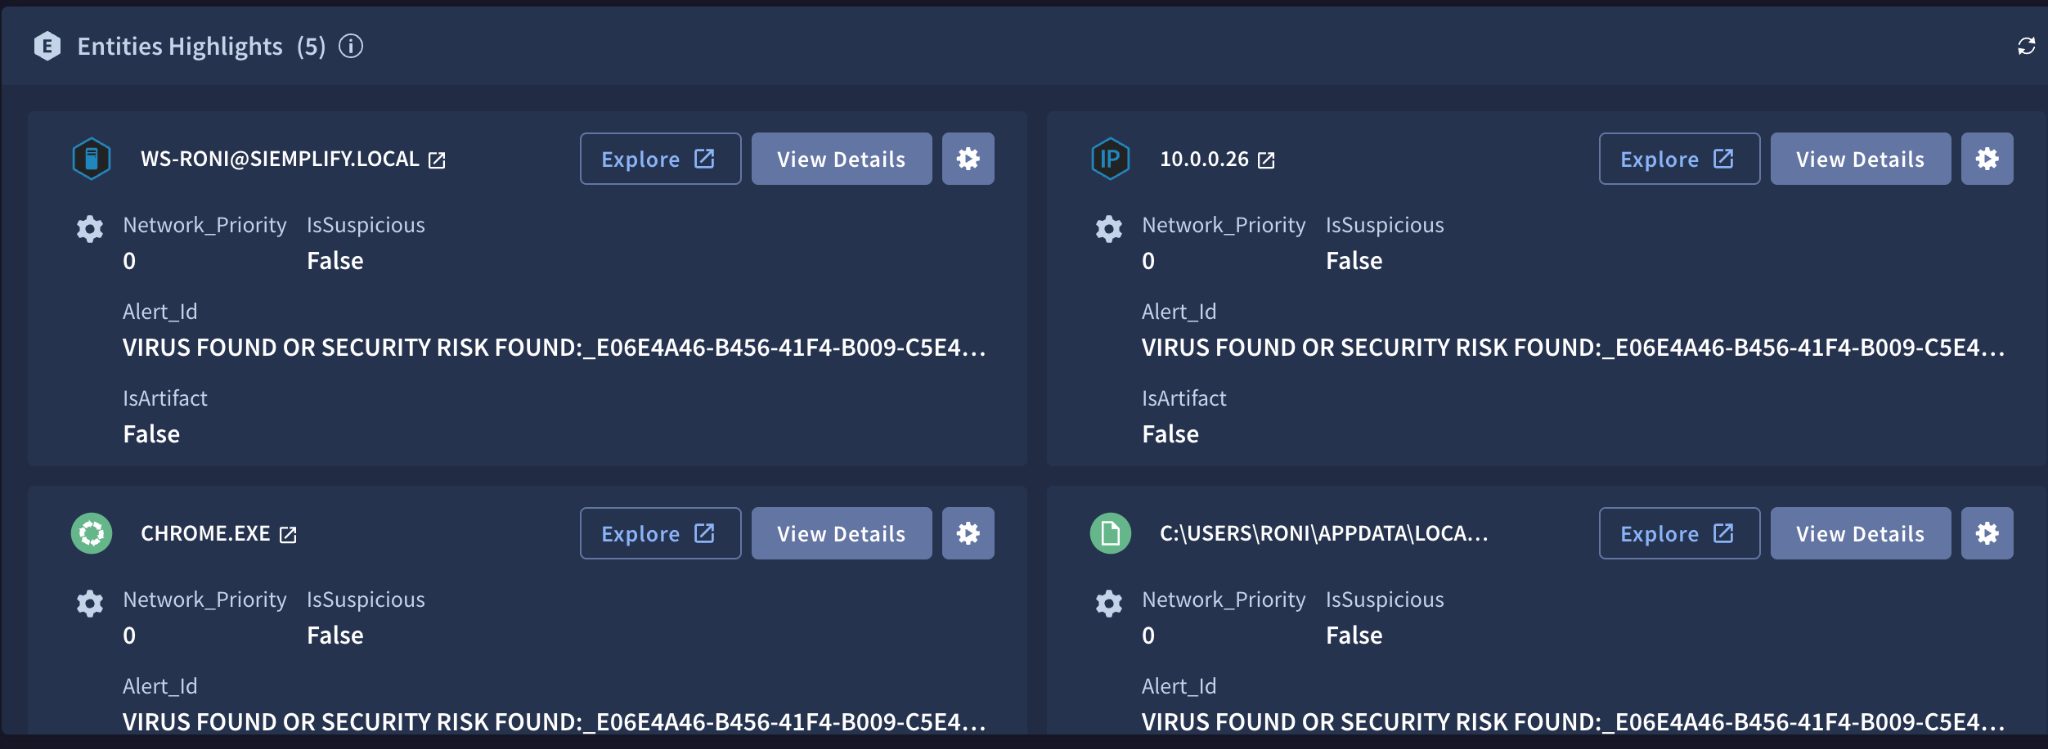 E Entities Highlights (5) i
WS-RONI@SIEMPLIFY.LOCAL Explore View Details
Network_Priority IsSuspicious
0 False
Alert_Id
VIRUS FOUND OR SECURITY RISK FOUND:_E06E4A46-B456-41F4-B009-C5E4...
IsArtifact
False
IP 10.0.0.26 Explore View Details
Network_Priority IsSuspicious
0 False
Alert_Id
VIRUS FOUND OR SECURITY RISK FOUND:_E06E4A46-B456-41F4-B009-C5E4...
IsArtifact
False
CHROME.EXE Explore View Details
Network_Priority IsSuspicious
0 False
Alert_Id
VIRUS FOUND OR SECURITY RISK FOUND:_E06E4A46-B456-41F4-B009-C5E4...
C:\USERS\RONI\APPDATA\LOCA... Explore View Details
Network_Priority IsSuspicious
0 False
Alert_Id
VIRUS FOUND OR SECURITY RISK FOUND:_E06E4A46-B456-41F4-B009-C5E4...